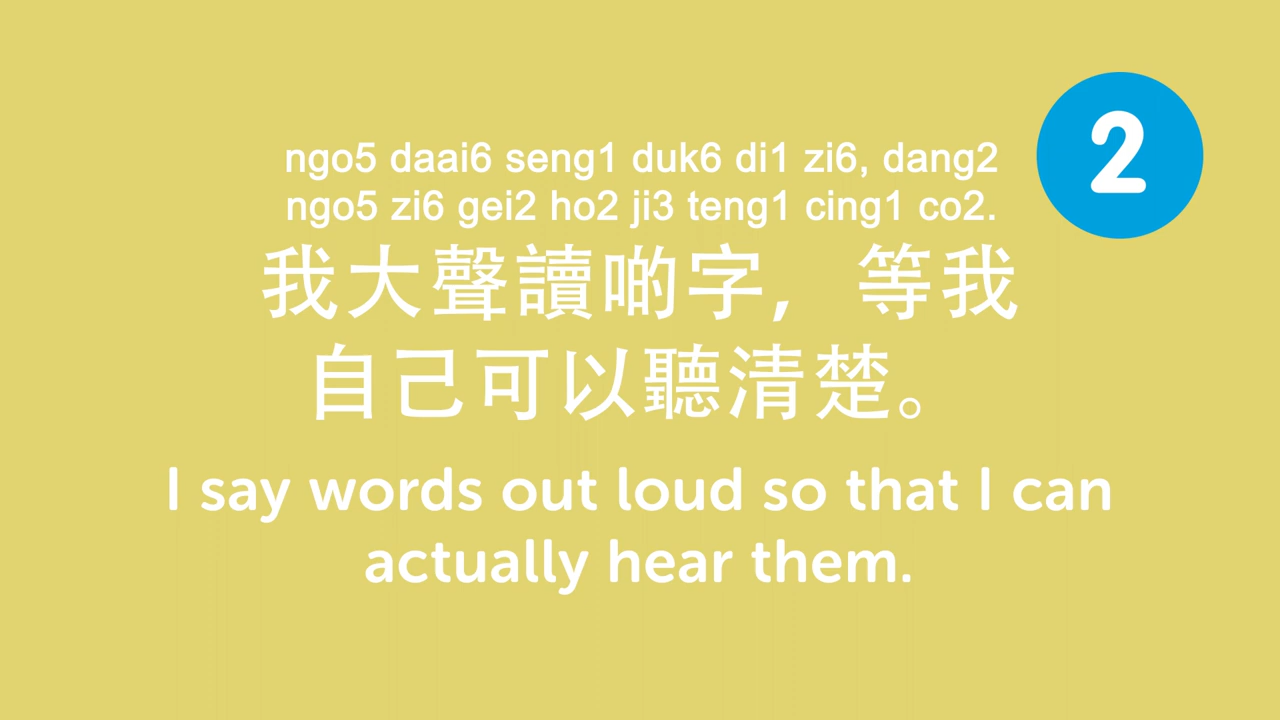 2
ngo5 daai6 seng1 duk6 di1 zi6, dang2
ngo5 zi6 gei2 ho2 ji3 teng1 cing1 co2.
我大聲讀啲字，等我
自己可以聽清楚。
I say words out loud so that I can
actually hear them.